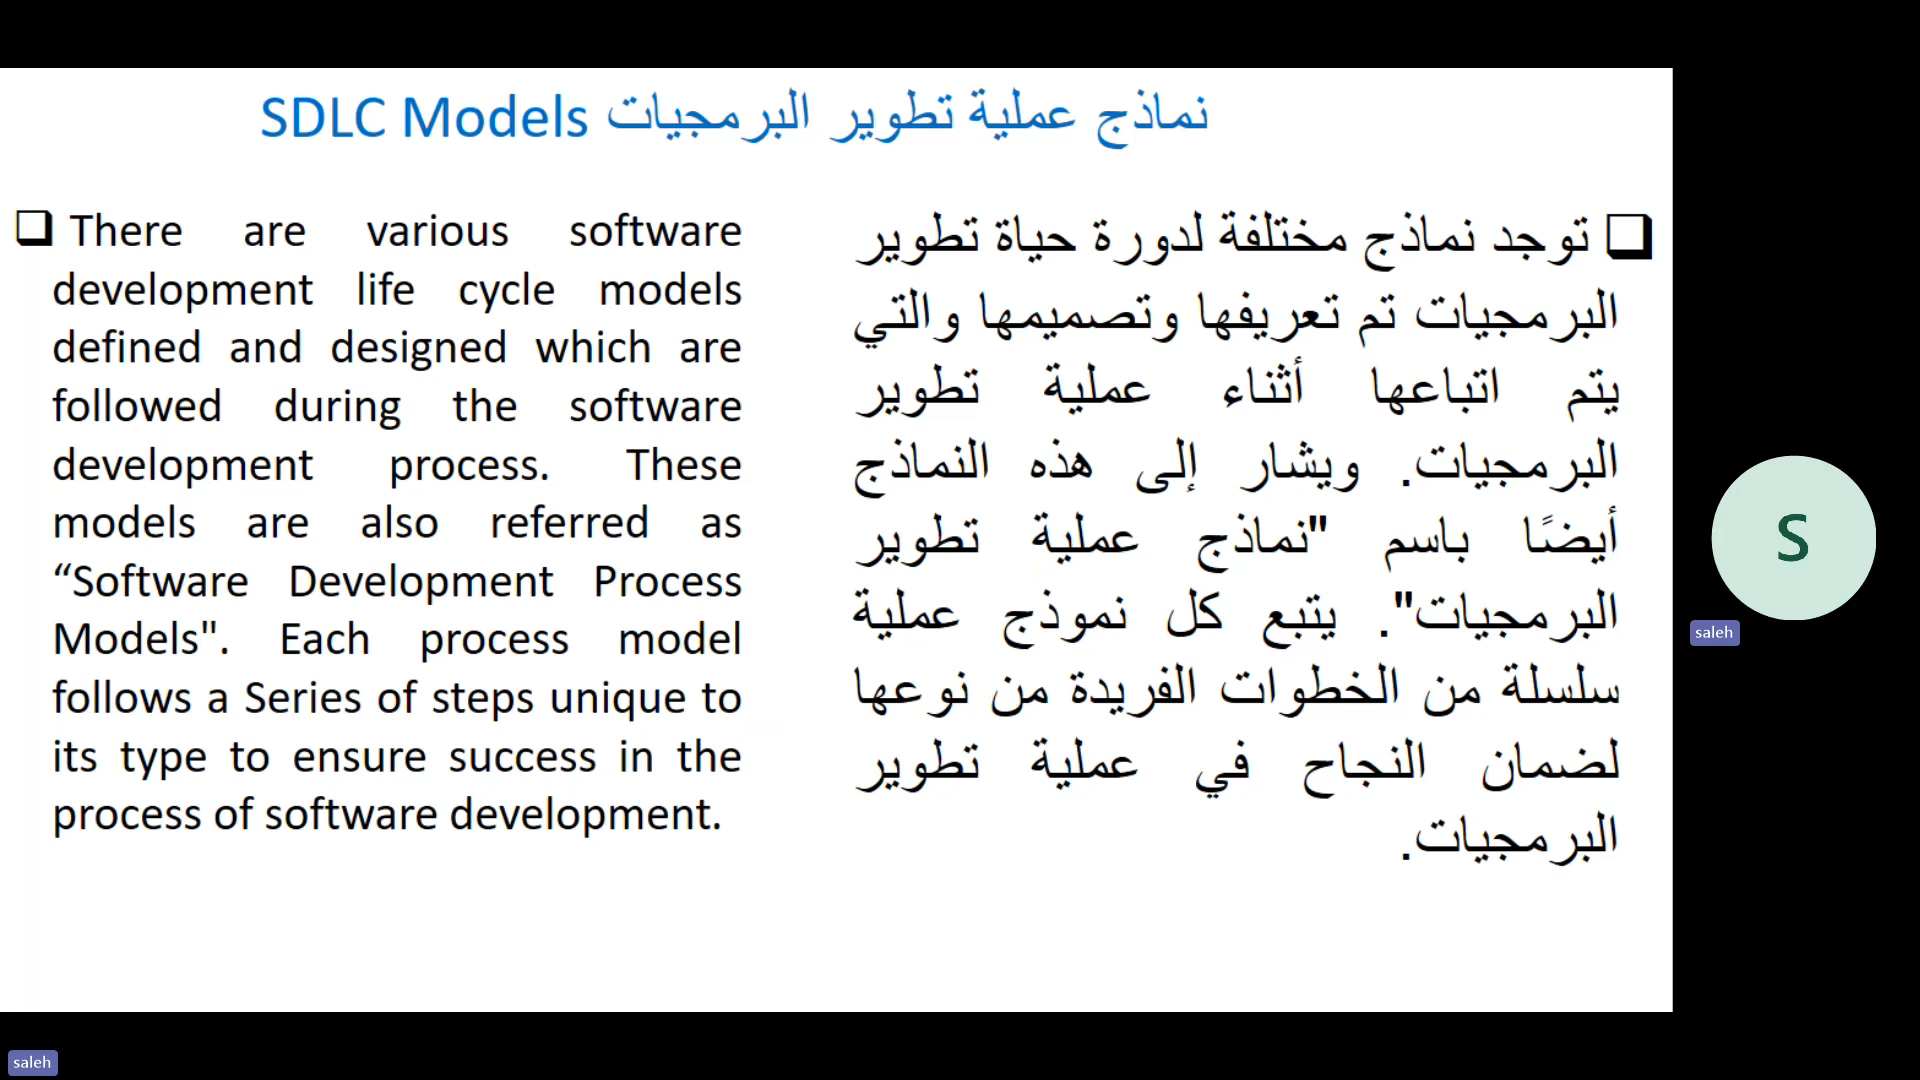 SDLC Models نماذج عملية تطوير البرمجيات
❑ There are various software
development life cycle models
defined and designed which are
followed during the software
development process. These
models are also referred as
“Software Development Process
Models". Each process model
follows a Series of steps unique to
its type to ensure success in the
process of software development.
❑ توجد نماذج مختلفة لدورة حياة تطوير
البرمجيات تم تعريفها وتصميمها والتي
يتم اتباعها أثناء عملية تطوير
البرمجيات. ويشار إلى هذه النماذج
أيضًا باسم "نماذج عملية تطوير
البرمجيات". يتبع كل نموذج عملية
سلسلة من الخطوات الفريدة من نوعها
لضمان النجاح في عملية تطوير
البرمجيات.
S
saleh
saleh